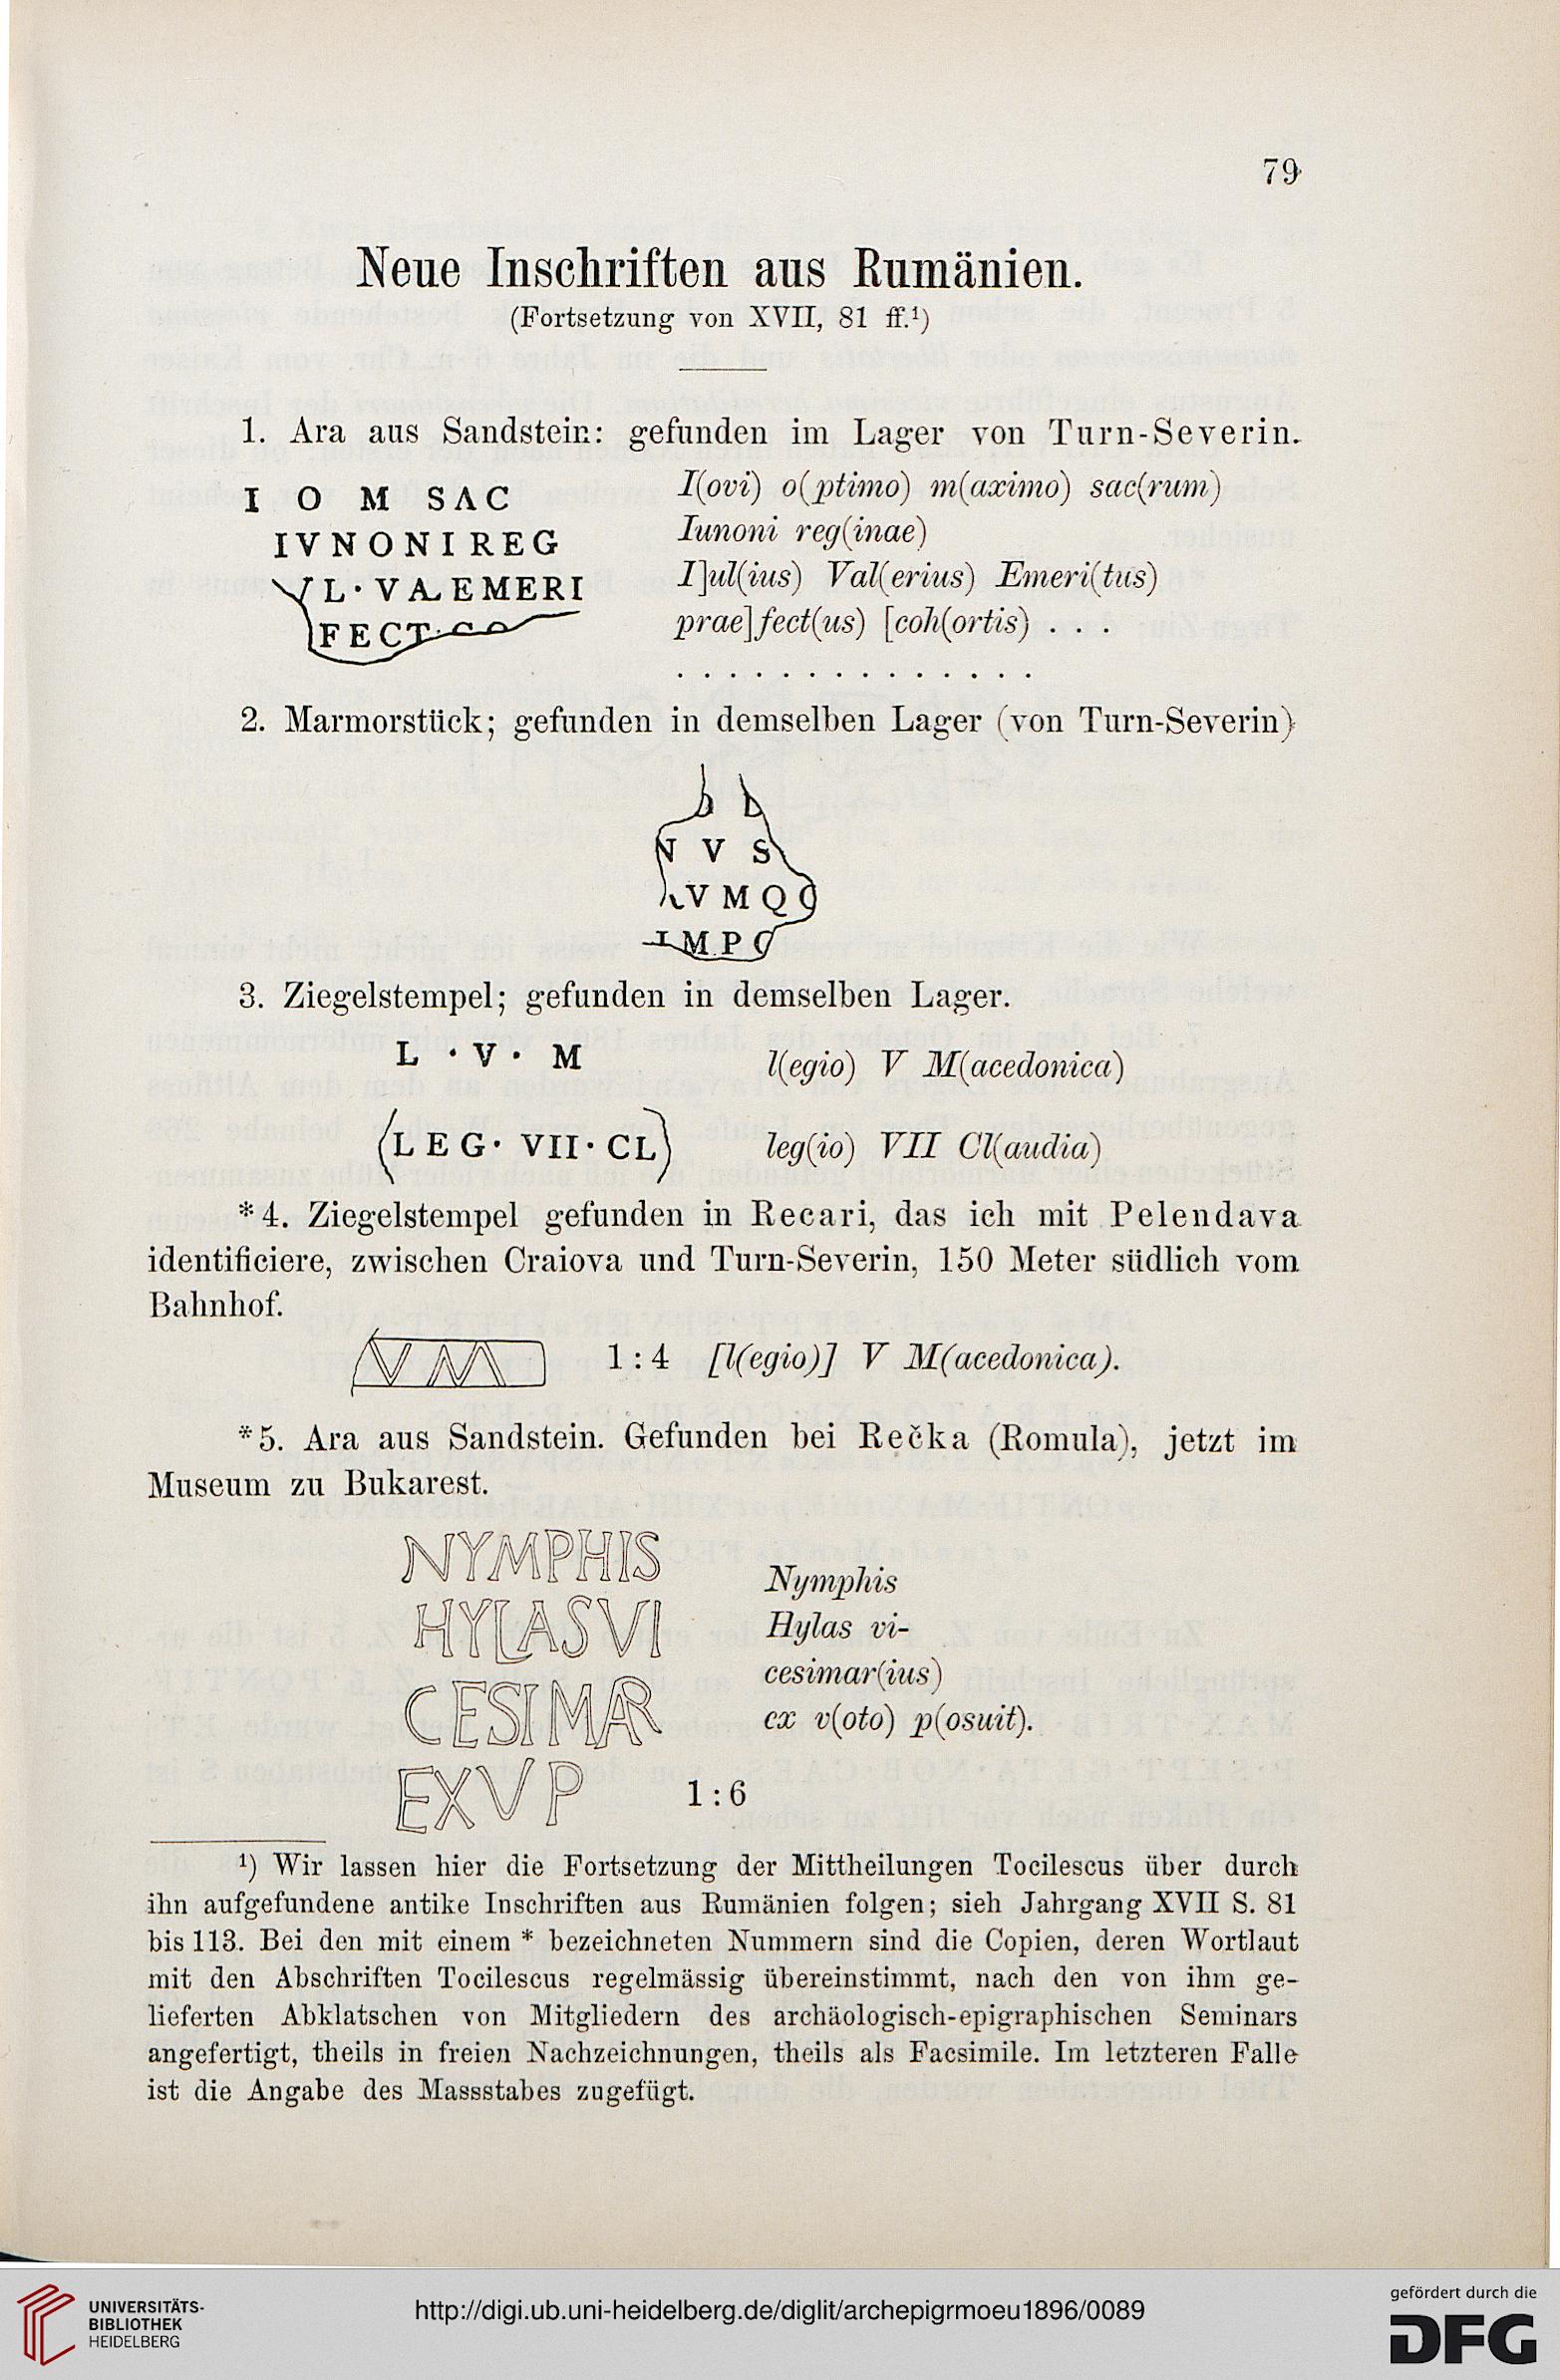 79
Neue Inschriften aus Rumänien.
(Fortsetzung von XVII, 81 ff.¹)
1. Ara aus Sandstein: gefunden im Lager von Turn-Severin.
I O M SAC
IVNONIREG
VL·VALEMERI
FECT·CO
I(ovi) o(ptimo) m(aximo) sac(rum)
Iunoni reg(inae)
I]ul(ius) Val(erius) Emeri(tus)
prae]fect(us) [coh(ortis) . . .
. . . . . . . . . . . . . .
2. Marmorstück; gefunden in demselben Lager (von Turn-Severin)
N V S
V M Q C
I M P C
3. Ziegelstempel; gefunden in demselben Lager.
L · V · M
l(egio) V M(acedonica)
LEG· VII· CL
leg(io) VII Cl(audia)
*4. Ziegelstempel gefunden in Recari, das ich mit Pelendava
identificiere, zwischen Craiova und Turn-Severin, 150 Meter südlich vom
Bahnhof.
V M
1:4 [l(egio)] V M(acedonica).
*5. Ara aus Sandstein. Gefunden bei Rečka (Romula), jetzt im
Museum zu Bukarest.
NYMPHIS
HYLASVI
CESIMAR
EXVP
Nymphis
Hylas vi-
cesimar(ius)
ex v(oto) p(osuit).
1:6
¹) Wir lassen hier die Fortsetzung der Mittheilungen Tocilescus über durch
ihn aufgefundene antike Inschriften aus Rumänien folgen; sieh Jahrgang XVII S. 81
bis 113. Bei den mit einem * bezeichneten Nummern sind die Copien, deren Wortlaut
mit den Abschriften Tocilescus regelmässig übereinstimmt, nach den von ihm ge-
lieferten Abklatschen von Mitgliedern des archäologisch-epigraphischen Seminars
angefertigt, theils in freien Nachzeichnungen, theils als Facsimile. Im letzteren Falle
ist die Angabe des Massstabes zugefügt.
UNIVERSITÄTS-
BIBLIOTHEK
HEIDELBERG
http://digi.ub.uni-heidelberg.de/diglit/archepigrmoeu1896/0089
gefördert durch die
DFG